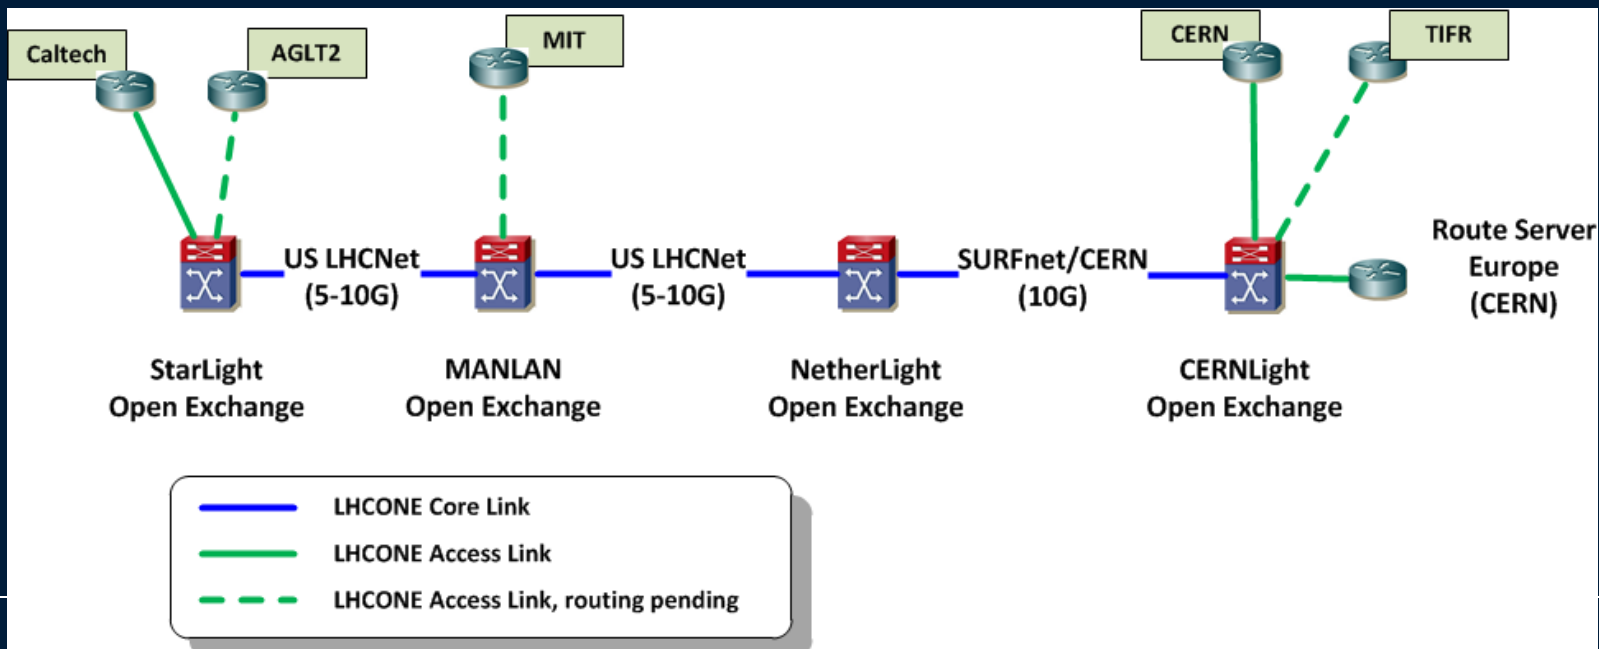 Caltech
AGLT2
MIT
CERN
TIFR
US LHCNet
(5-10G)
US LHCNet
(5-10G)
SURFnet/CERN
(10G)
Route Server
Europe
(CERN)
StarLight
Open Exchange
MANLAN
Open Exchange
NetherLight
Open Exchange
CERNLight
Open Exchange
LHCONE Core Link
LHCONE Access Link
LHCONE Access Link, routing pending